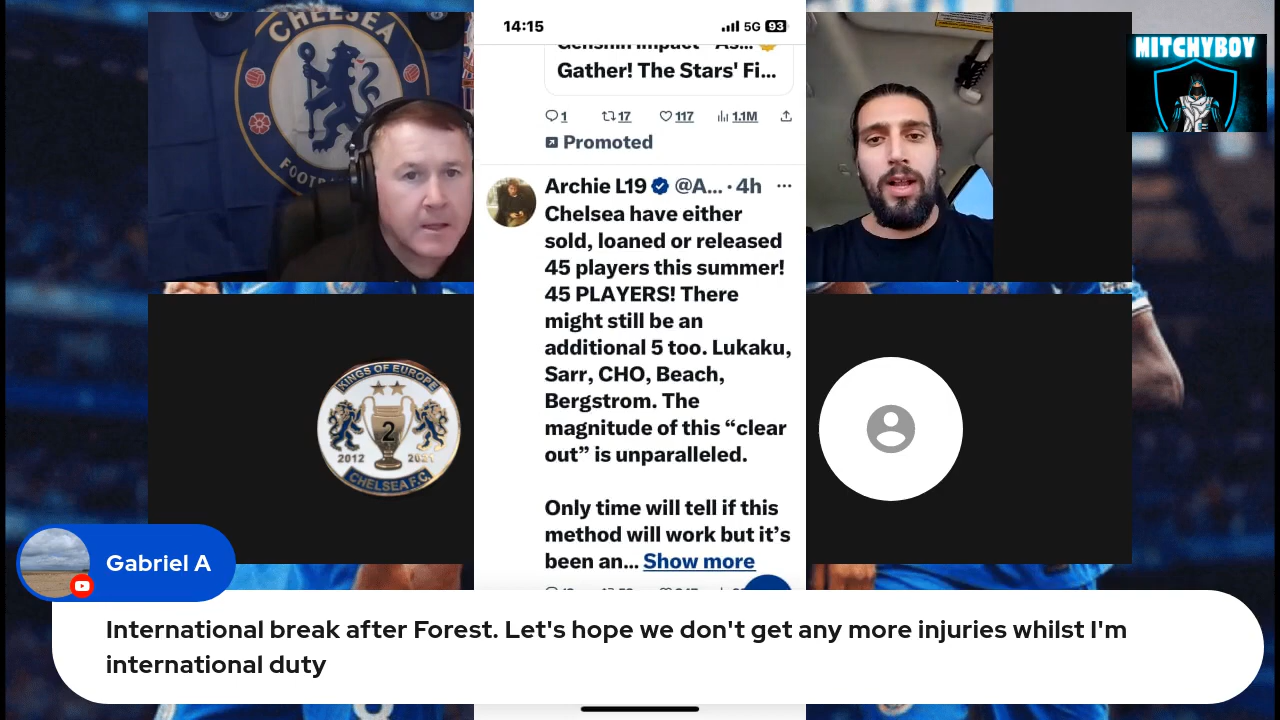 CHELSEA
FOOT
14:15
5G
93
Genshin Impact "As...
Gather! The Stars' Fi...
1
17
117
1.1M
Promoted
Archie L19
@A... · 4h
Chelsea have either
sold, loaned or released
45 players this summer!
45 PLAYERS! There
might still be an
additional 5 too. Lukaku,
Sarr, CHO, Beach,
Bergstrom. The
magnitude of this “clear
out” is unparalleled.
Only time will tell if this
method will work but it’s
been an... Show more
MITCHYBOY
KINGS OF EUROPE
2
2012
2021
CHELSEA F.C.
Gabriel A
International break after Forest. Let's hope we don't get any more injuries whilst I'm
international duty